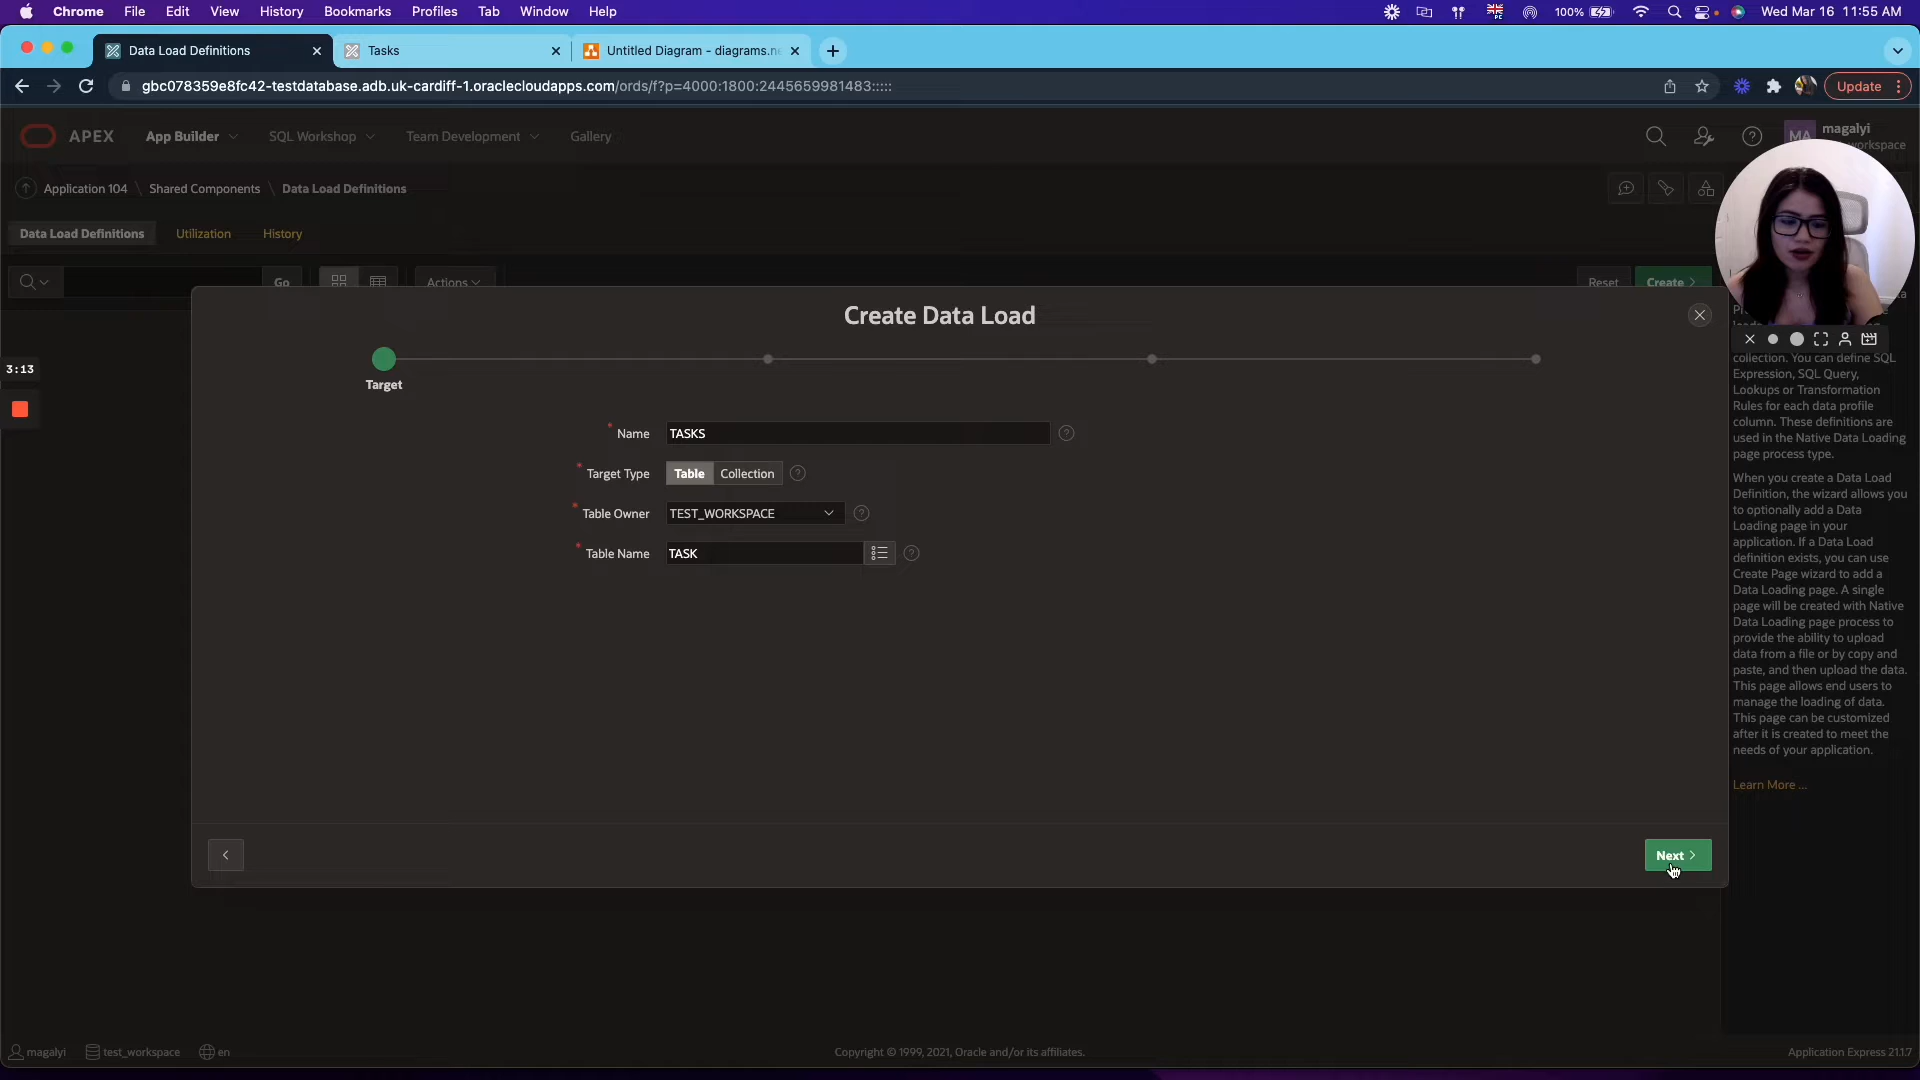 Chrome File Edit View History Bookmarks Profiles Tab Window Help 100% Wed Mar 16 11:55 AM
Data Load Definitions Tasks Untitled Diagram - diagrams.ne
gbc078359e8fc42-testdatabase.adb.uk-cardiff-1.oraclecloudapps.com/ords/f?p=4000:1800:2445659981483::::: Update
APEX App Builder SQL Workshop Team Development Gallery MA magalyi
workspace
Application 104 \ Shared Components \ Data Load Definitions
Data Load Definitions Utilization History
Go Actions Reset Create
Create Data Load
3:13
Target
collection. You can define SQL
Expression, SQL Query,
Lookups or Transformation
Rules for each data profile
column. These definitions are
used in the Native Data Loading
page process type.
When you create a Data Load
Definition, the wizard allows you
to optionally add a Data
Loading page in your
application. If a Data Load
definition exists, you can use
Create Page wizard to add a
Data Loading page. A single
page will be created with Native
Data Loading page process to
provide the ability to upload
data from a file or by copy and
paste, and then upload the data.
This page allows end users to
manage the loading of data.
This page can be customized
after it is created to meet the
needs of your application.
Learn More ...
* Name TASKS
* Target Type Table Collection
* Table Owner TEST_WORKSPACE
* Table Name TASK
Next
magalyi test_workspace en Copyright © 1999, 2021, Oracle and/or its affiliates. Application Express 21.1.7